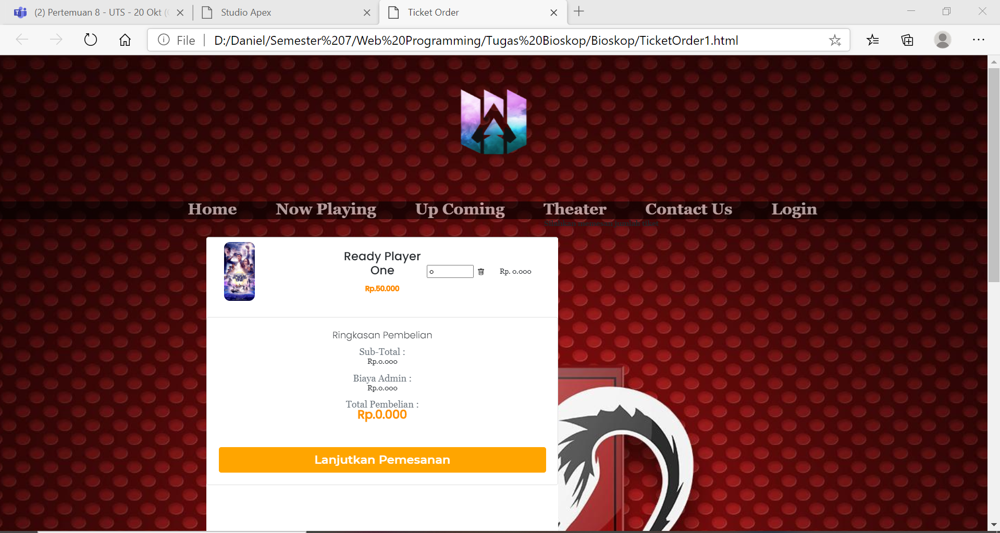 (2) Pertemuan 8 - UTS - 20 Okt (
Studio Apex
Ticket Order
File
D:/Daniel/Semester%207/Web%20Programming/Tugas%20Bioskop/Bioskop/TicketOrder1.html
Home Now Playing Up Coming Theater Contact Us Login
Silahkan memesan jumlah tiket
Ready Player
One
Rp.50.000
0
Rp. 0.000
Ringkasan Pembelian
Sub-Total :
Rp.0.000
Biaya Admin :
Rp.0.000
Total Pembelian :
Rp.0.000
Lanjutkan Pemesanan